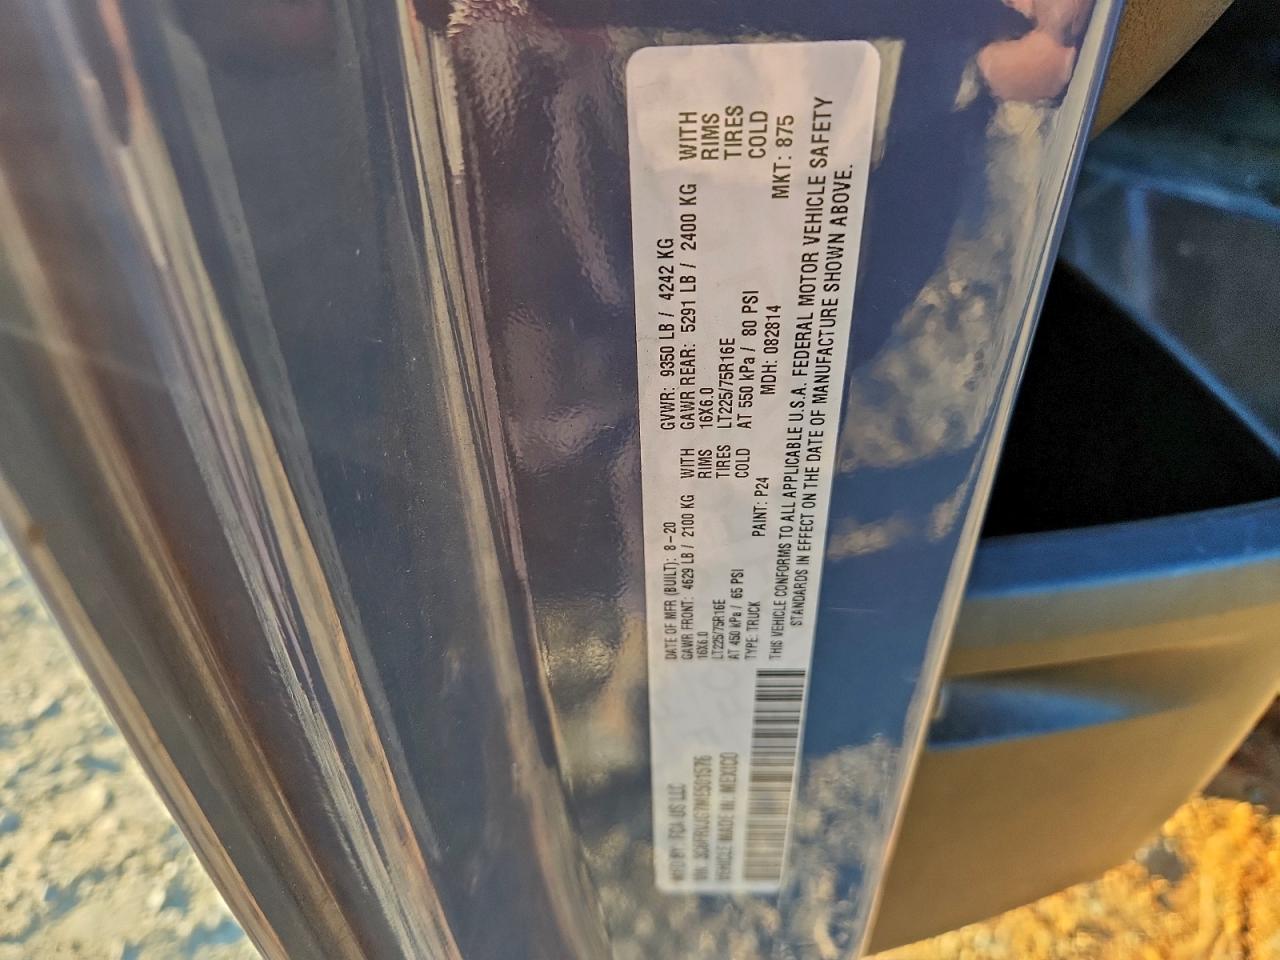 MFD BY: FCA US LLC
VEHICLE MADE IN: MEXICO
DATE OF MFR (BUILT): 8-20 GVWR: 9350 LB / 4242 KG
GAWR FRONT: 4629 LB / 2100 KG WITH GAWR REAR: 5291 LB / 2400 KG WITH
16X6.0 RIMS 16X6.0 RIMS
LT225/75R16E TIRES LT225/75R16E TIRES
AT 450 kPa / 65 PSI COLD AT 550 kPa / 80 PSI COLD
TYPE: TRUCK PAINT: P24 MDH: 082814 MKT: 875
THIS VEHICLE CONFORMS TO ALL APPLICABLE U.S.A. FEDERAL MOTOR VEHICLE SAFETY
STANDARDS IN EFFECT ON THE DATE OF MANUFACTURE SHOWN ABOVE.